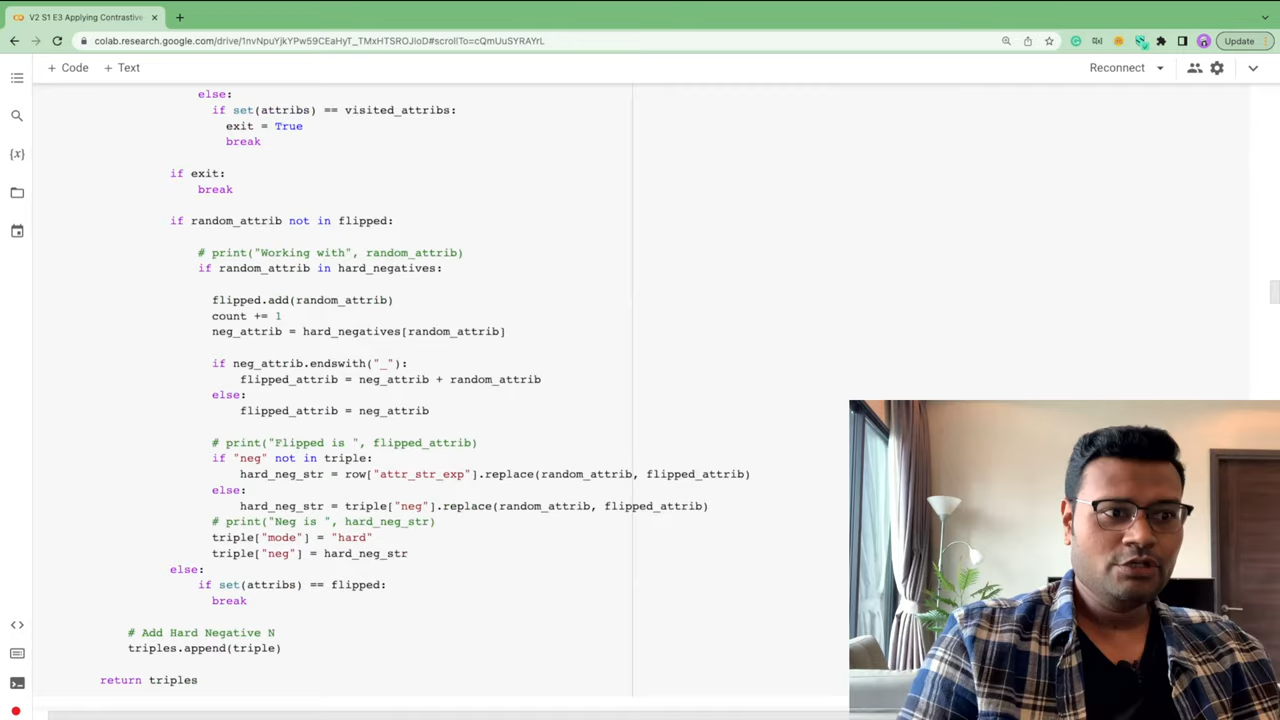 V2 S1 E3 Applying Contrastive
colab.research.google.com/drive/1nvNpuYjkYPw59CEaHyT_TMxHTSROJIoD#scrollTo=cQmUuSYRAYrL
Update
+ Code + Text
Reconnect
else:
if set(attribs) == visited_attribs:
exit = True
break
if exit:
break
if random_attrib not in flipped:
# print("Working with", random_attrib)
if random_attrib in hard_negatives:
flipped.add(random_attrib)
count += 1
neg_attrib = hard_negatives[random_attrib]
if neg_attrib.endswith("_"):
flipped_attrib = neg_attrib + random_attrib
else:
flipped_attrib = neg_attrib
# print("Flipped is ", flipped_attrib)
if "neg" not in triple:
hard_neg_str = row["attr_str_exp"].replace(random_attrib, flipped_attrib)
else:
hard_neg_str = triple["neg"].replace(random_attrib, flipped_attrib)
# print("Neg is ", hard_neg_str)
triple["mode"] = "hard"
triple["neg"] = hard_neg_str
else:
if set(attribs) == flipped:
break
# Add Hard Negative N
triples.append(triple)
return triples